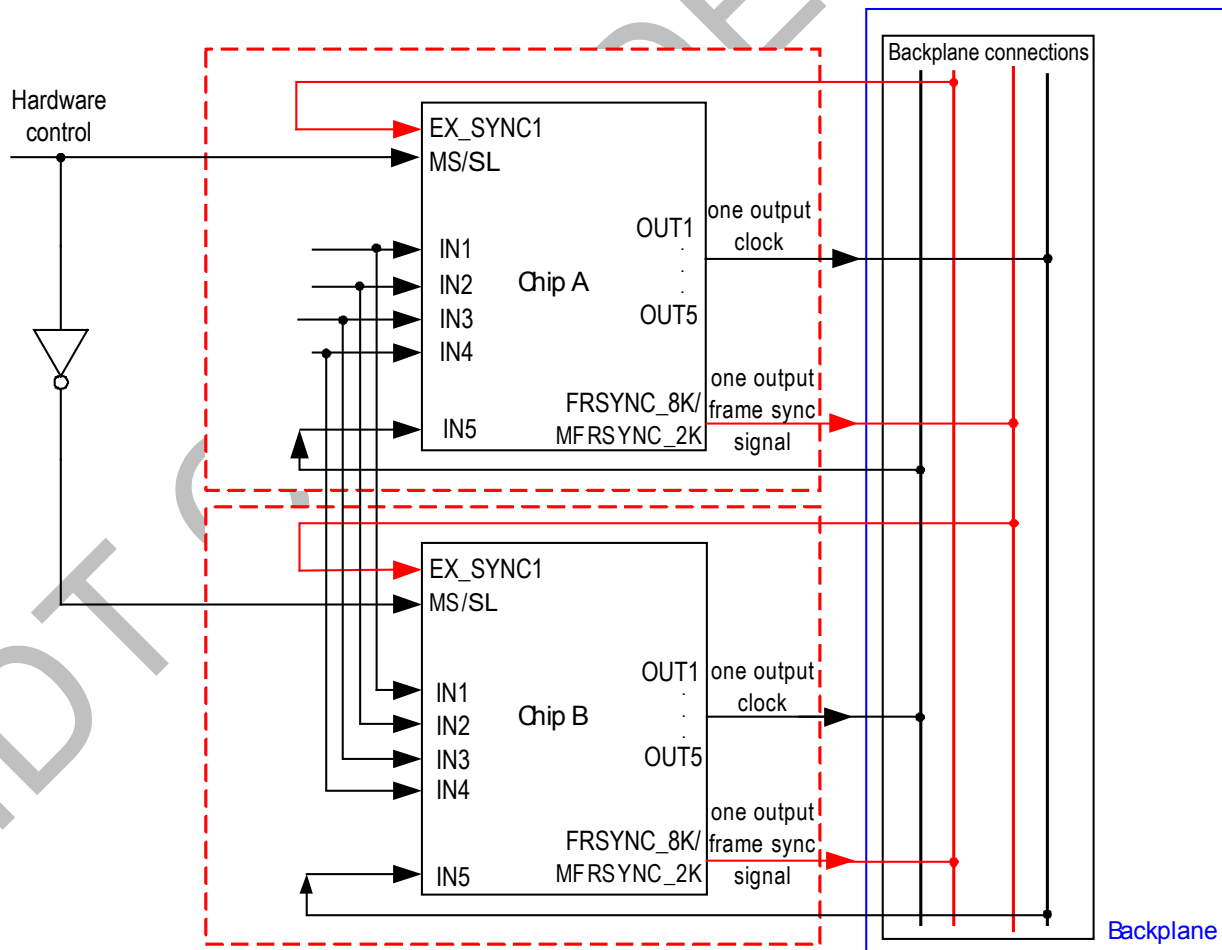 Backplane connections
Hardware
control
EX_SYNC1
MS/SL
IN1
IN2
IN3
IN4
IN5
Chip A
OUT1
.
.
.
OUT5
FRSYNC_8K/
MFRSYNC_2K
one output
clock
one output
frame sync
signal
EX_SYNC1
MS/SL
IN1
IN2
IN3
IN4
IN5
Chip B
OUT1
.
.
.
OUT5
FRSYNC_8K/
MFRSYNC_2K
one output
clock
one output
frame sync
signal
Backplane
IDT